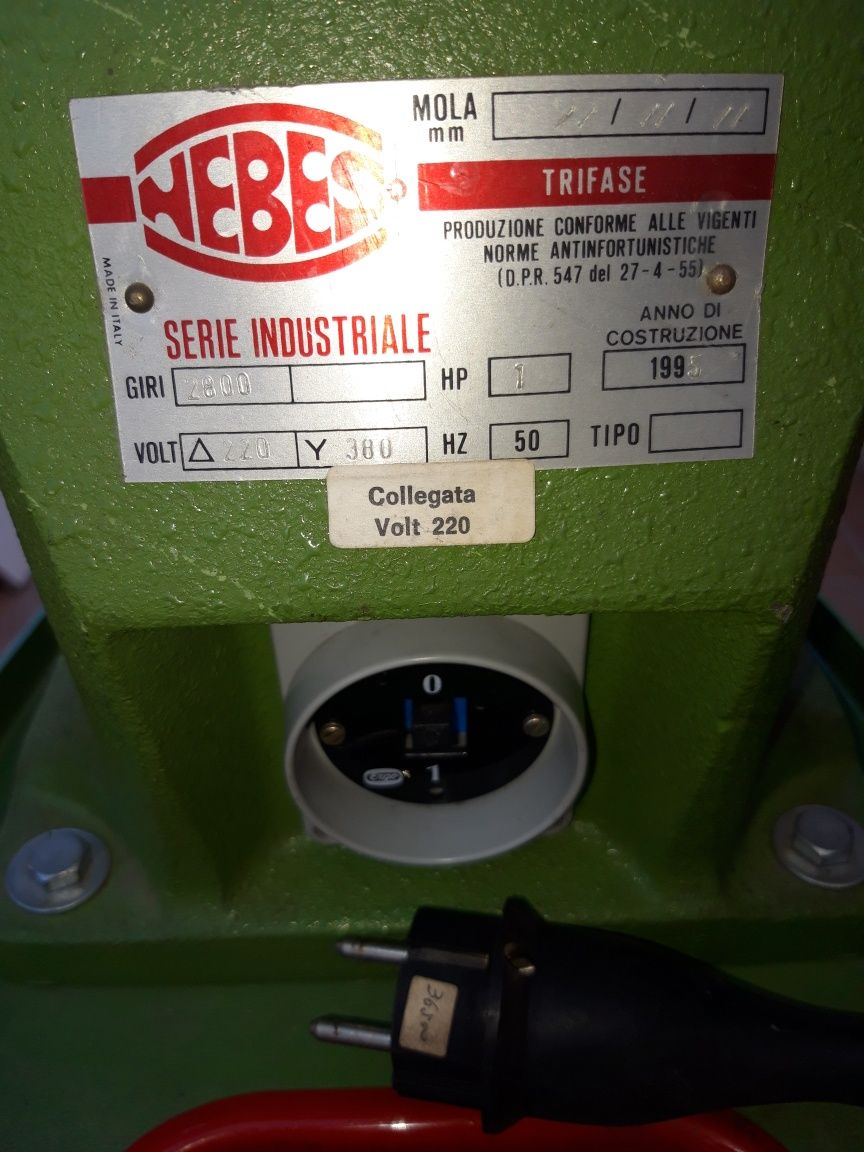 NEBES
MADE IN ITALY
MOLA
mm
TRIFASE
PRODUZIONE CONFORME ALLE VIGENTI
NORME ANTINFORTUNISTICHE
(D.P.R. 547 del 27-4-55)
SERIE INDUSTRIALE
ANNO DI
COSTRUZIONE
GIRI 2800 HP 1 1995
VOLT △ 220 Y 380 HZ 50 TIPO
Collegata
Volt 220
0
1